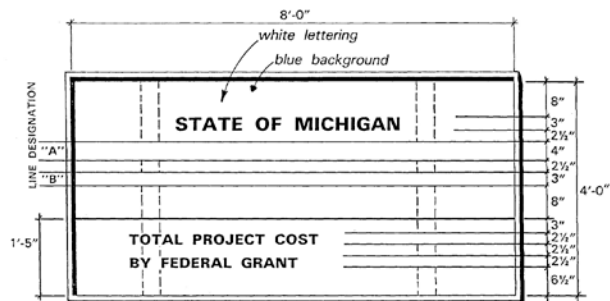 8'-0"
white lettering
blue background
STATE OF MICHIGAN
LINE DESIGNATION
"A"
"B"
8"
3"
2½"
4"
2½"
3"
8"
3"
2½"
2½"
2½"
6½"
4'-0"
1'-5"
TOTAL PROJECT COST
BY FEDERAL GRANT